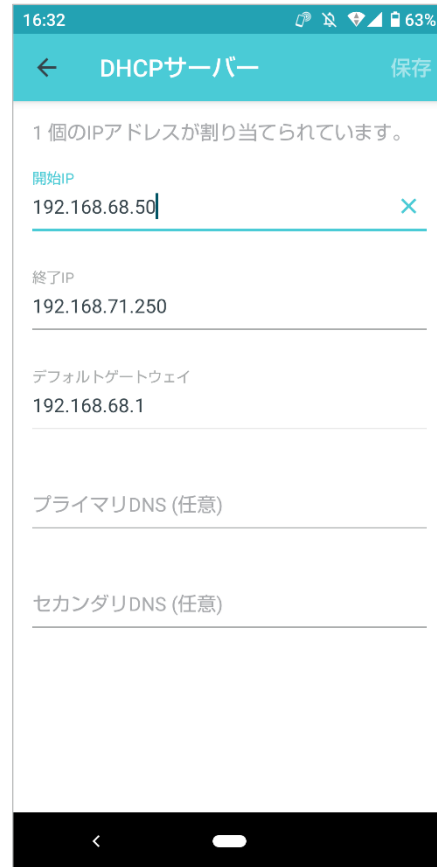 16:32 63%
DHCPサーバー 保存
1 個のIPアドレスが割り当てられています。
開始IP
192.168.68.50
終了IP
192.168.71.250
デフォルトゲートウェイ
192.168.68.1
プライマリDNS (任意)
セカンダリDNS (任意)